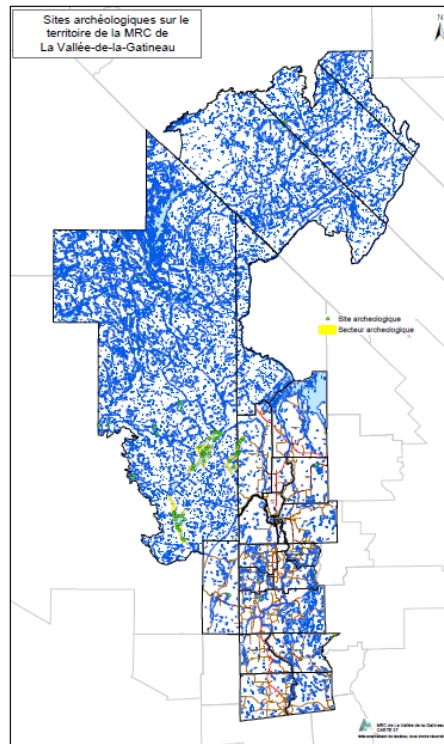 Sites archéologiques sur le
territoire de la MRC de
La Vallée-de-la-Gatineau
N
Site archeologique
Secteur archeologique
MRC de La Vallée-de-la-Gatineau
CARTE 37